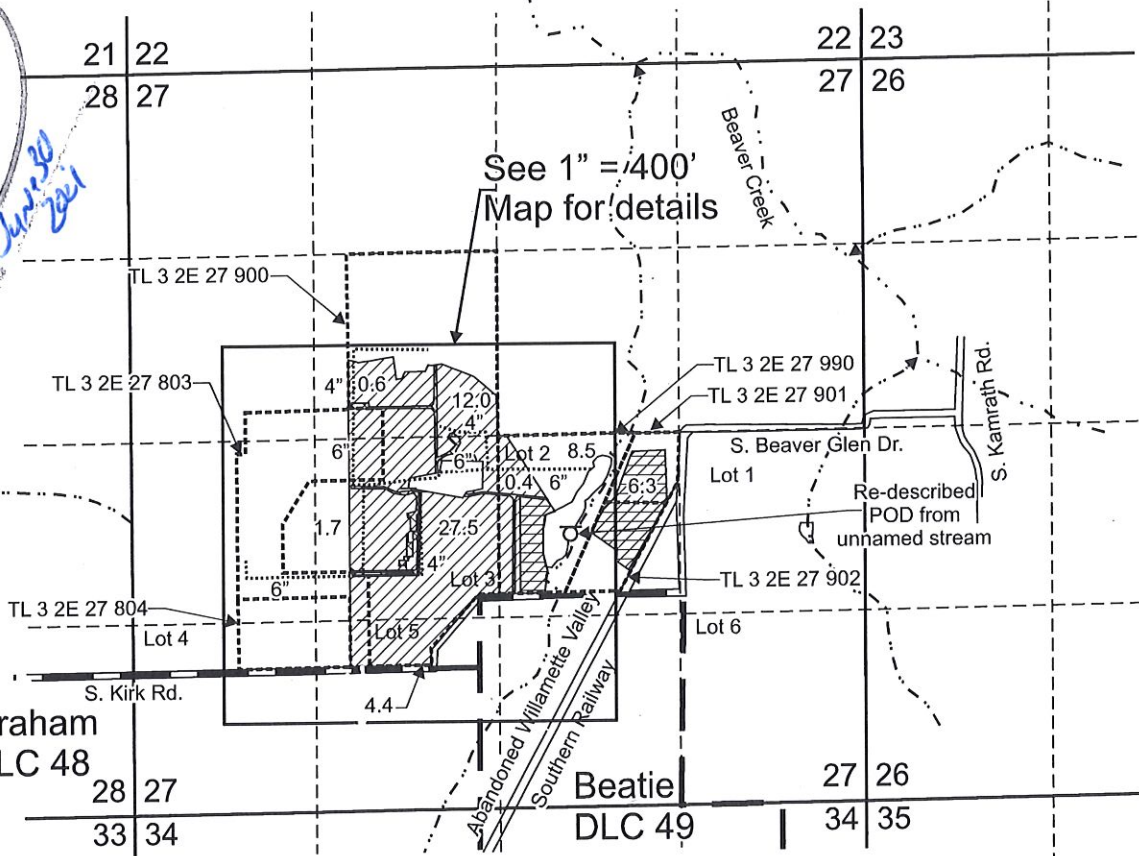 21 22
28 27
22 23
27 26
June 30
2021
See 1” = 400’
Map for details
Beaver Creek
TL 3 2E 27 900
TL 3 2E 27 803
4”
0.6
12.0
4”
6”
6”
TL 3 2E 27 990
TL 3 2E 27 901
S. Beaver Glen Dr.
S. Kamrath Rd.
Lot 2
8.5
0.4
6”
6.3
Lot 1
Re-described
POD from
unnamed stream
1.7
27.5
4”
6”
Lot 3
TL 3 2E 27 902
TL 3 2E 27 804
Lot 4
Lot 5
Lot 6
S. Kirk Rd.
4.4
Abandoned Willamette Valley
Southern Railway
raham
LC 48
28 27
33 34
Beatie
DLC 49
27 26
34 35